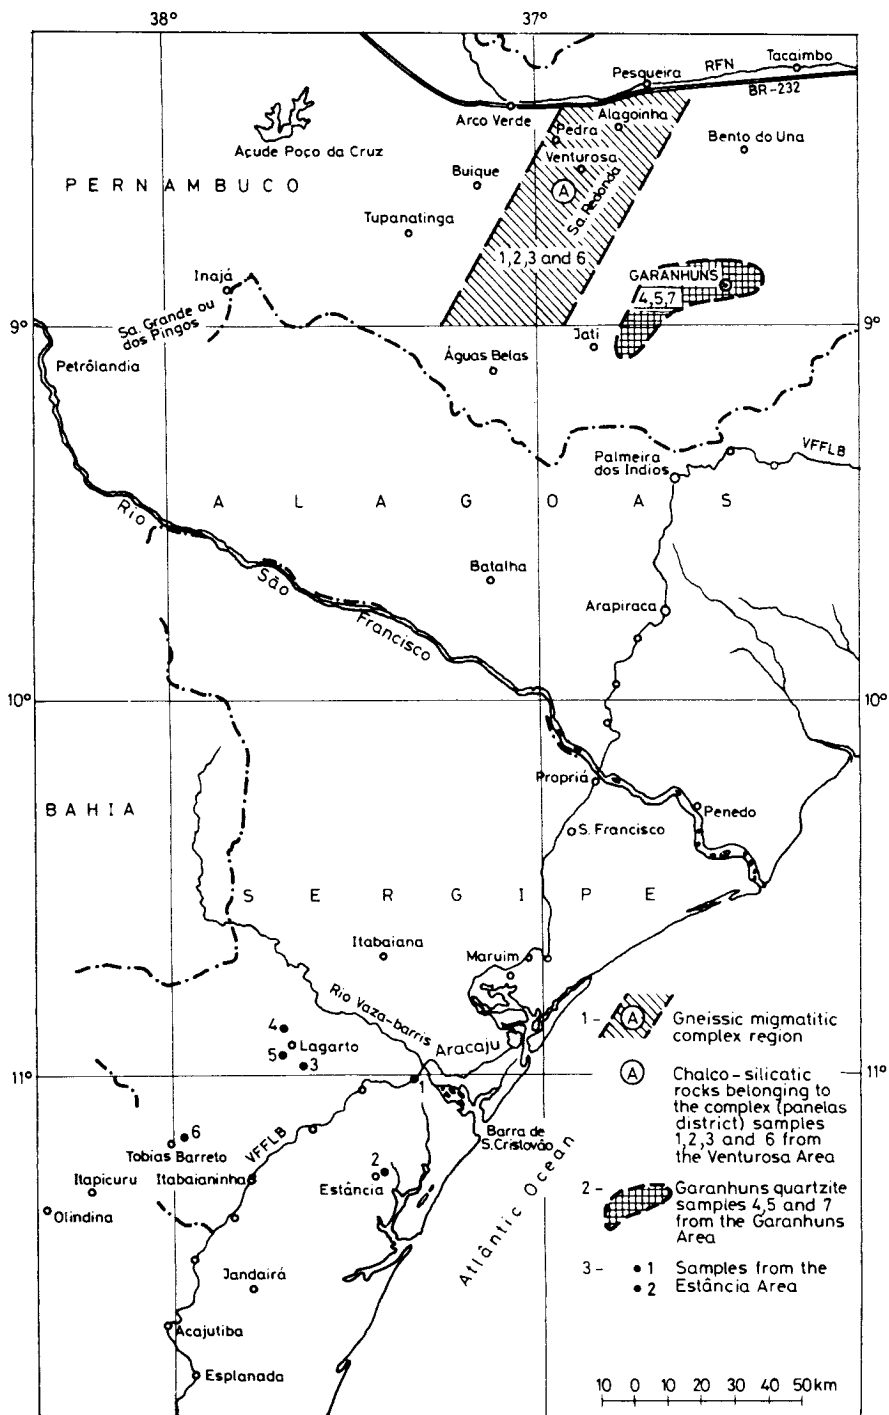 38°
37°
Tacaimbo
RFN
Pesqueira
BR-232
Arco Verde
Alagoinha
Pedra
Açude Poço da Cruz
Bento do Una
Venturosa
Buique
PERNAMBUCO
A
Sa. Redonda
Tupanatinga
1,2,3 and 6
Inajá
GARANHUNS
4,5,7
Sa. Grande ou
dos Pingos
9°
9°
Jati
Petrôlandia
Águas Belas
VFFLB
Palmeira
dos Indios
ALAGOAS
Rio
São
Francisco
Batalha
Arapiraca
10°
10°
Propriá
BAHIA
Penedo
S. Francisco
SERGIPE
Itabaiana
Maruim
Rio Vaza-barris
4
Lagarto
Aracaju
5
3
11°
11°
1
6
Tobias Barreto
VFFLB
Barra de
S. Cristovão
Itapicuru
Itabaianinha
2
Estância
Olindina
Atlântic Ocean
Jandairá
Acajutiba
Esplanada
1 -
A
Gneissic migmatitic
complex region
A
Chalco-silicatic
rocks belonging to
the complex (panelas
district) samples
1,2,3 and 6 from
the Venturosa Area
2 -
Garanhuns quartzite
samples 4,5 and 7
from the Garanhuns
Area
3 -
1
2
Samples from the
Estância Area
10 0 10 20 30 40 50km